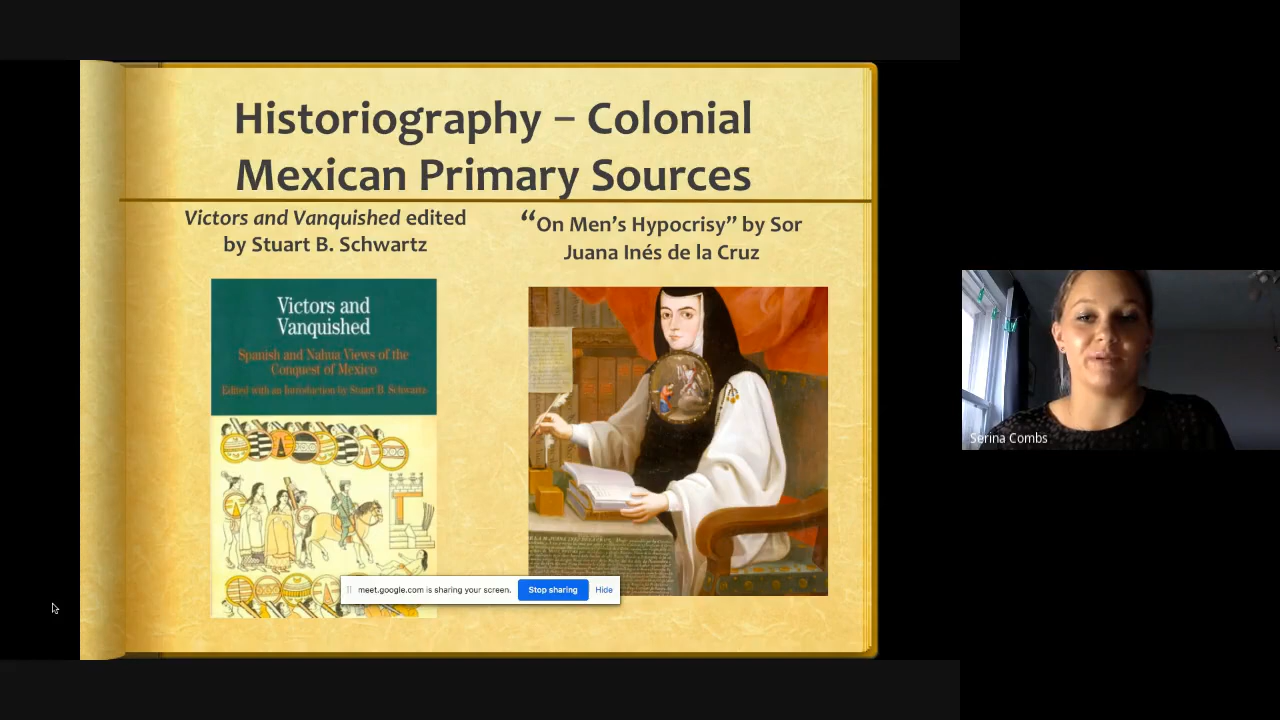 Historiography – Colonial
Mexican Primary Sources
Victors and Vanquished edited
by Stuart B. Schwartz
“On Men’s Hypocrisy” by Sor
Juana Inés de la Cruz
Victors and
Vanquished
Spanish and Nahua Views of the
Conquest of Mexico
Edited with an Introduction by Stuart B. Schwartz
meet.google.com is sharing your screen.
Stop sharing
Hide
Serina Combs